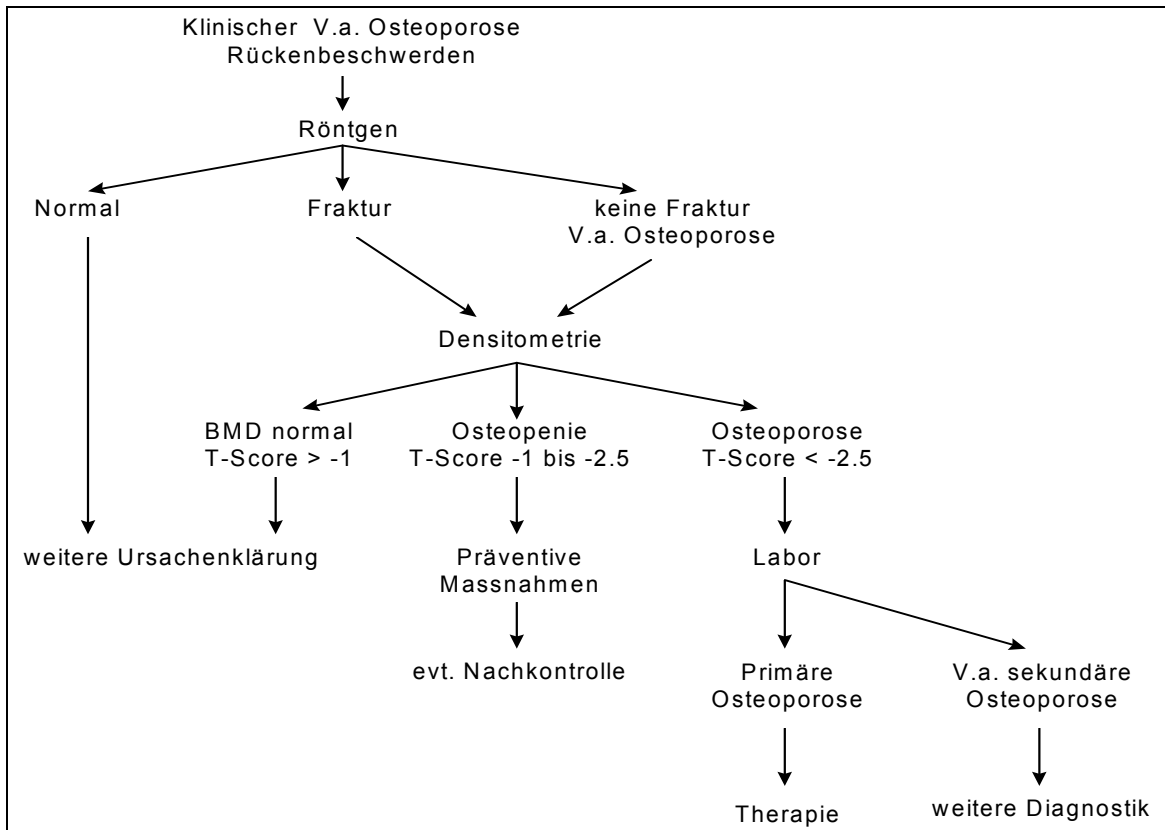 Klinischer V.a. Osteoporose
Rückenbeschwerden
Röntgen
Normal
Fraktur
keine Fraktur
V.a. Osteoporose
Densitometrie
BMD normal
T-Score > -1
Osteopenie
T-Score -1 bis -2.5
Osteoporose
T-Score < -2.5
weitere Ursachenklärung
Präventive
Massnahmen
Labor
evt. Nachkontrolle
Primäre
Osteoporose
V.a. sekundäre
Osteoporose
Therapie
weitere Diagnostik